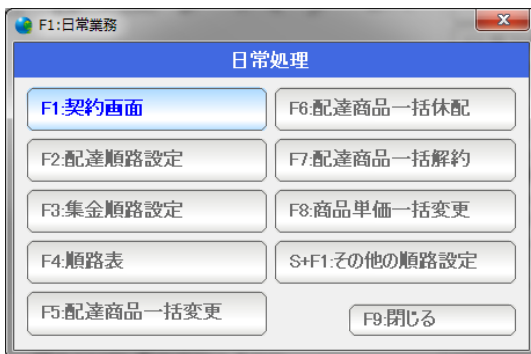 F1:日常業務
日常処理
F1:契約画面
F2:配達順路設定
F3:集金順路設定
F4:順路表
F5:配達商品一括変更
F6:配達商品一括休配
F7:配達商品一括解約
F8:商品単価一括変更
S+F1:その他の順路設定
F9:閉じる